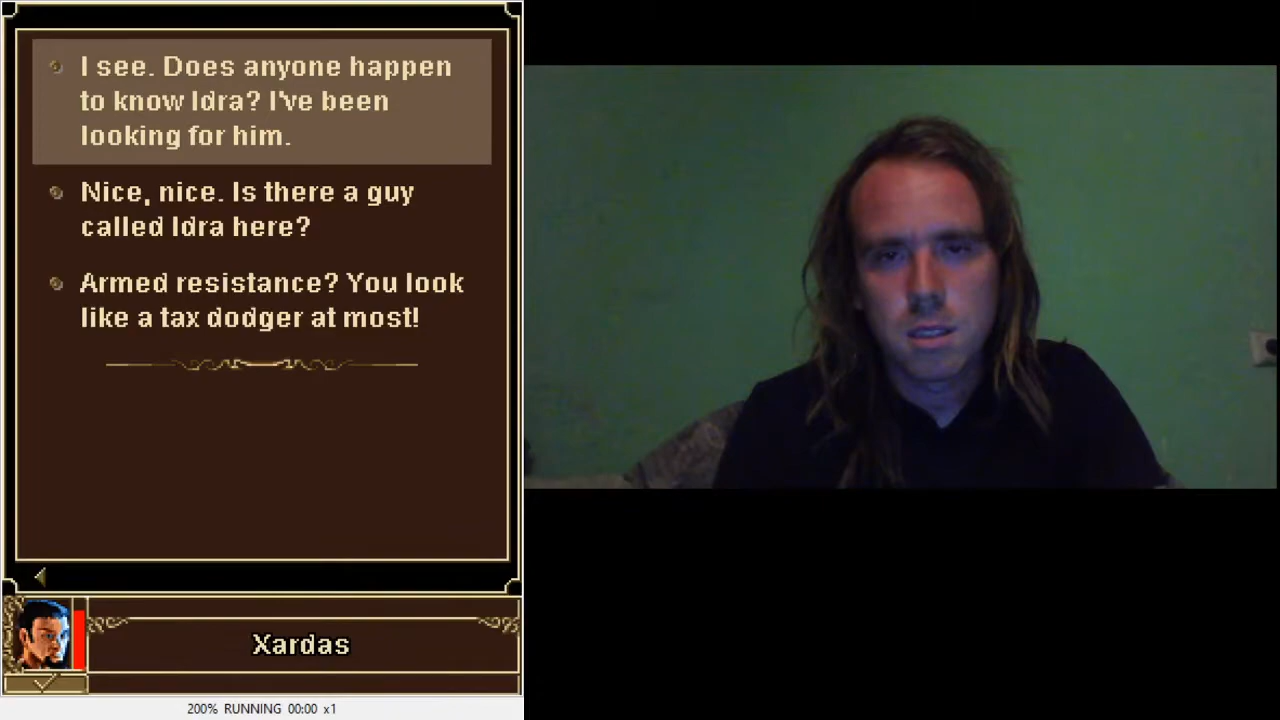 I see. Does anyone happen
to know Idra? I've been
looking for him.
Nice, nice. Is there a guy
called Idra here?
Armed resistance? You look
like a tax dodger at most!
Xardas
200% RUNNING 00:00 x1